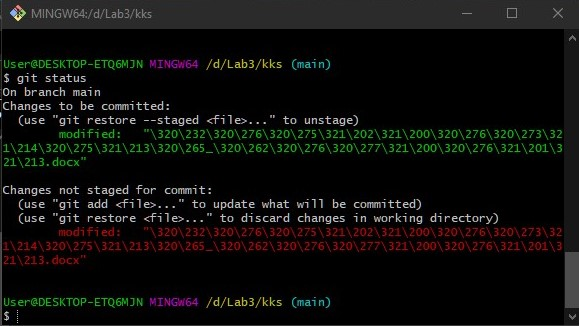 MINGW64:/d/Lab3/kks
User@DESKTOP-ETQ6MJN MINGW64 /d/Lab3/kks (main)
$ git status
On branch main
Changes to be committed:
  (use "git restore --staged <file>..." to unstage)
        modified:   "\320\232\320\276\320\275\321\202\321\200\320\276\320\273\32
1\214\320\275\321\213\320\265_\320\262\320\276\320\277\321\200\320\276\321\201\3
21\213.docx"
Changes not staged for commit:
  (use "git add <file>..." to update what will be committed)
  (use "git restore <file>..." to discard changes in working directory)
        modified:   "\320\232\320\276\320\275\321\202\321\200\320\276\320\273\32
1\214\320\275\321\213\320\265_\320\262\320\276\320\277\321\200\320\276\321\201\3
21\213.docx"
User@DESKTOP-ETQ6MJN MINGW64 /d/Lab3/kks (main)
$